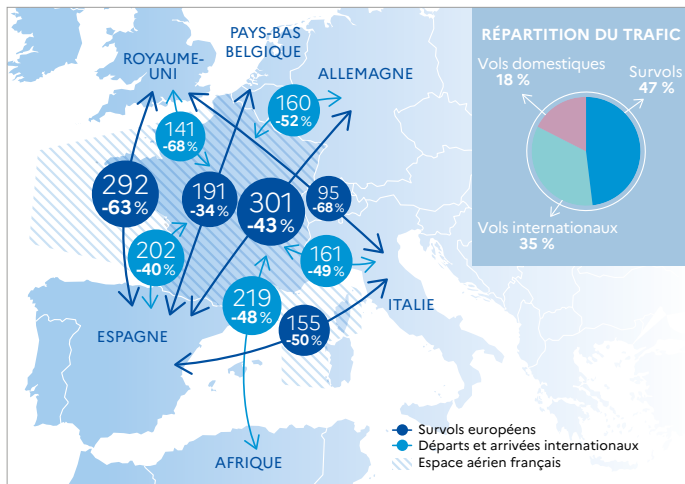 PAYS-BAS
BELGIQUE
ROYAUME-
UNI
ALLEMAGNE
160
-52 %
141
-68 %
292
-63 %
191
-34 %
301
-43 %
95
-68 %
202
-40 %
161
-49 %
219
-48 %
155
-50 %
ITALIE
ESPAGNE
AFRIQUE
RÉPARTITION DU TRAFIC
Vols domestiques
18 %
Survols
47 %
Vols internationaux
35 %
Survols européens
Départs et arrivées internationaux
Espace aérien français